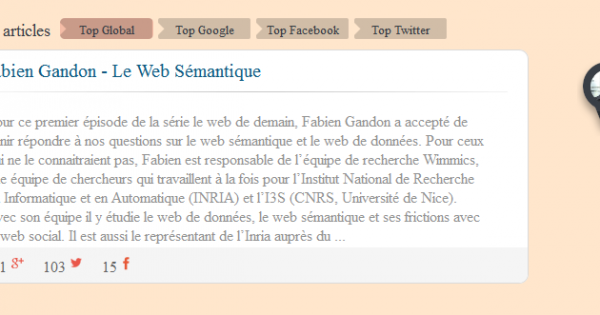 articles Top Global Top Google Top Facebook Top Twitter
bien Gandon - Le Web Sémantique
our ce premier épisode de la série le web de demain, Fabien Gandon a accepté de
nir répondre à nos questions sur le web sémantique et le web de données. Pour ceux
i ne le connaitraient pas, Fabien est responsable de l'équipe de recherche Wimmics,
e équipe de chercheurs qui travaillent à la fois pour l'Institut National de Recherche
Informatique et en Automatique (INRIA) et l'I3S (CNRS, Université de Nice).
vec son équipe il y étudie le web de données, le web sémantique et ses frictions avec
web social. Il est aussi le représentant de l'Inria auprès du ...
1 g+ 103 15 f